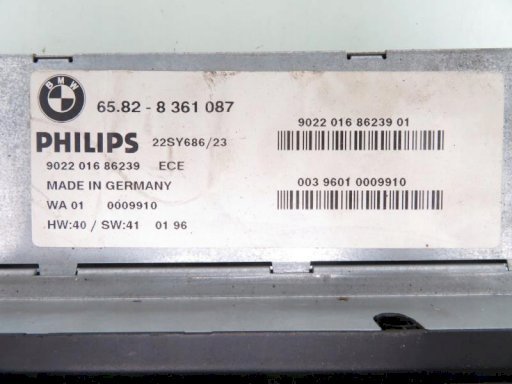 BMW
65.82 - 8 361 087
PHILIPS 22SY686/23
9022 016 86239 ECE
MADE IN GERMANY
WA 01 0009910
HW:40 / SW:41 01 96
9022 016 86239 01
003 9601 0009910